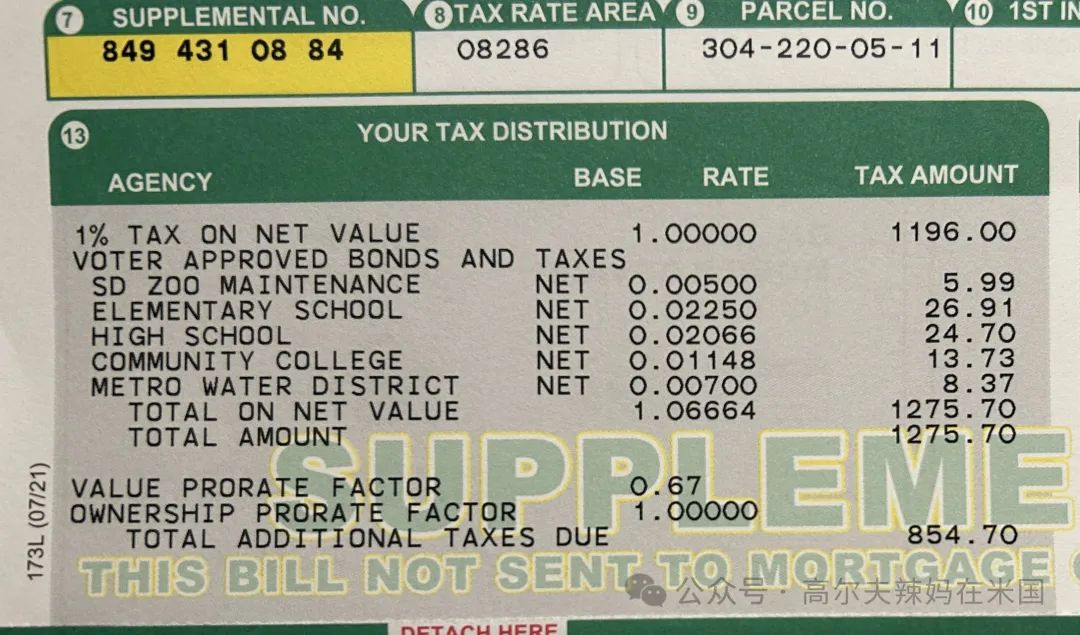 7 SUPPLEMENTAL NO. 8 TAX RATE AREA 9 PARCEL NO. 10 1ST
849 431 08 84 08286 304-220-05-11
13 YOUR TAX DISTRIBUTION
AGENCY BASE RATE TAX AMOUNT
1% TAX ON NET VALUE 1.00000 1196.00
VOTER APPROVED BONDS AND TAXES
SD ZOO MAINTENANCE NET 0.00500 5.99
ELEMENTARY SCHOOL NET 0.02250 26.91
HIGH SCHOOL NET 0.02066 24.70
COMMUNITY COLLEGE NET 0.01148 13.73
METRO WATER DISTRICT NET 0.00700 8.37
TOTAL ON NET VALUE 1.06664 1275.70
TOTAL AMOUNT 1275.70
SUPPLEME
VALUE PRORATE FACTOR 0.67
OWNERSHIP PRORATE FACTOR 1.00000
TOTAL ADDITIONAL TAXES DUE 854.70
THIS BILL NOT SENT TO MORTGAGE
173L (07/21)
公众号·高尔夫辣妈在米国
DETACH HERE